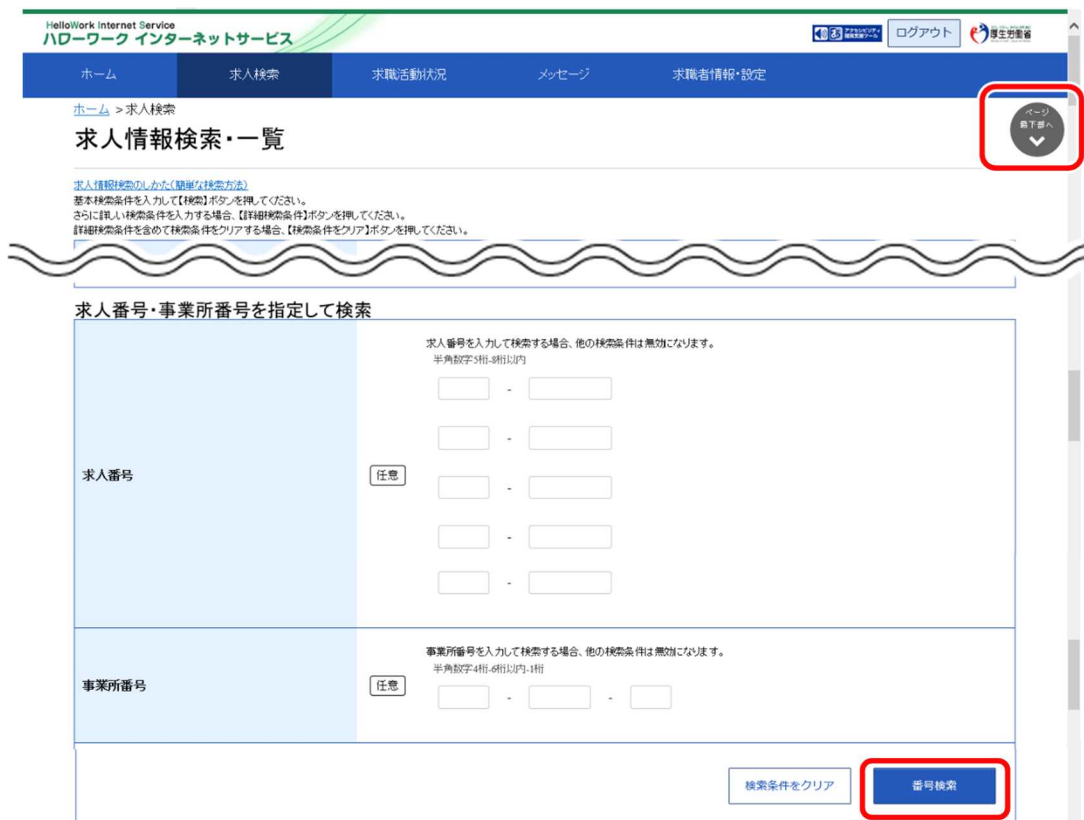 HelloWork Internet Service
ハローワーク インターネットサービス
アクセシビリティ
閲覧支援ツール
ログアウト
厚生労働省
ホーム
求人検索
求職活動状況
メッセージ
求職者情報・設定
ホーム >求人検索
ページ
最下部へ
求人情報検索・一覧
求人情報検索のしかた(簡単な検索方法)
基本検索条件を入力して【検索】ボタンを押してください。
さらに詳しい検索条件を入力する場合、【詳細検索条件】ボタンを押してください。
詳細検索条件を含めて検索条件をクリアする場合、【検索条件をクリア】ボタンを押してください。
求人番号・事業所番号を指定して検索
求人番号を入力して検索する場合、他の検索条件は無効になります。
半角数字5桁-8桁以内
-
-
求人番号
任意
-
-
-
事業所番号を入力して検索する場合、他の検索条件は無効になります。
半角数字4桁-6桁以内-1桁
事業所番号
任意
- -
検索条件をクリア
番号検索